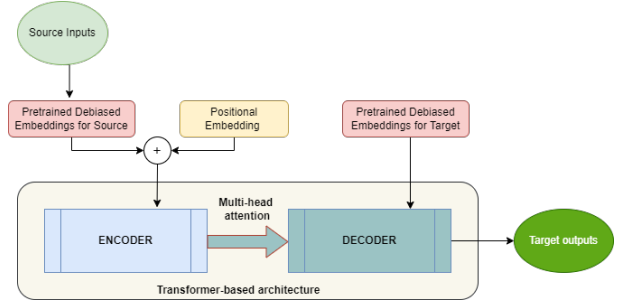 Source Inputs
Pretrained Debiased
Embeddings for Source
Positional
Embedding
Pretrained Debiased
Embeddings for Target
+
Multi-head
attention
ENCODER
DECODER
Target outputs
Transformer-based architecture